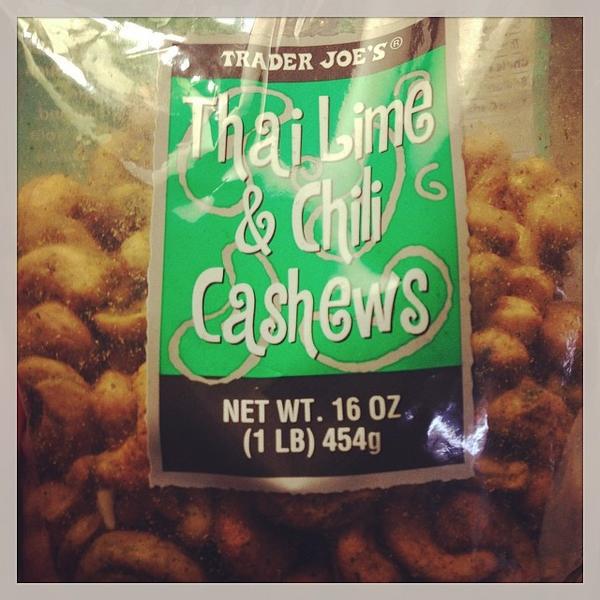 TRADER JOE'S®
Thai Lime
& Chili
Cashews
NET WT. 16 OZ
(1 LB) 454g